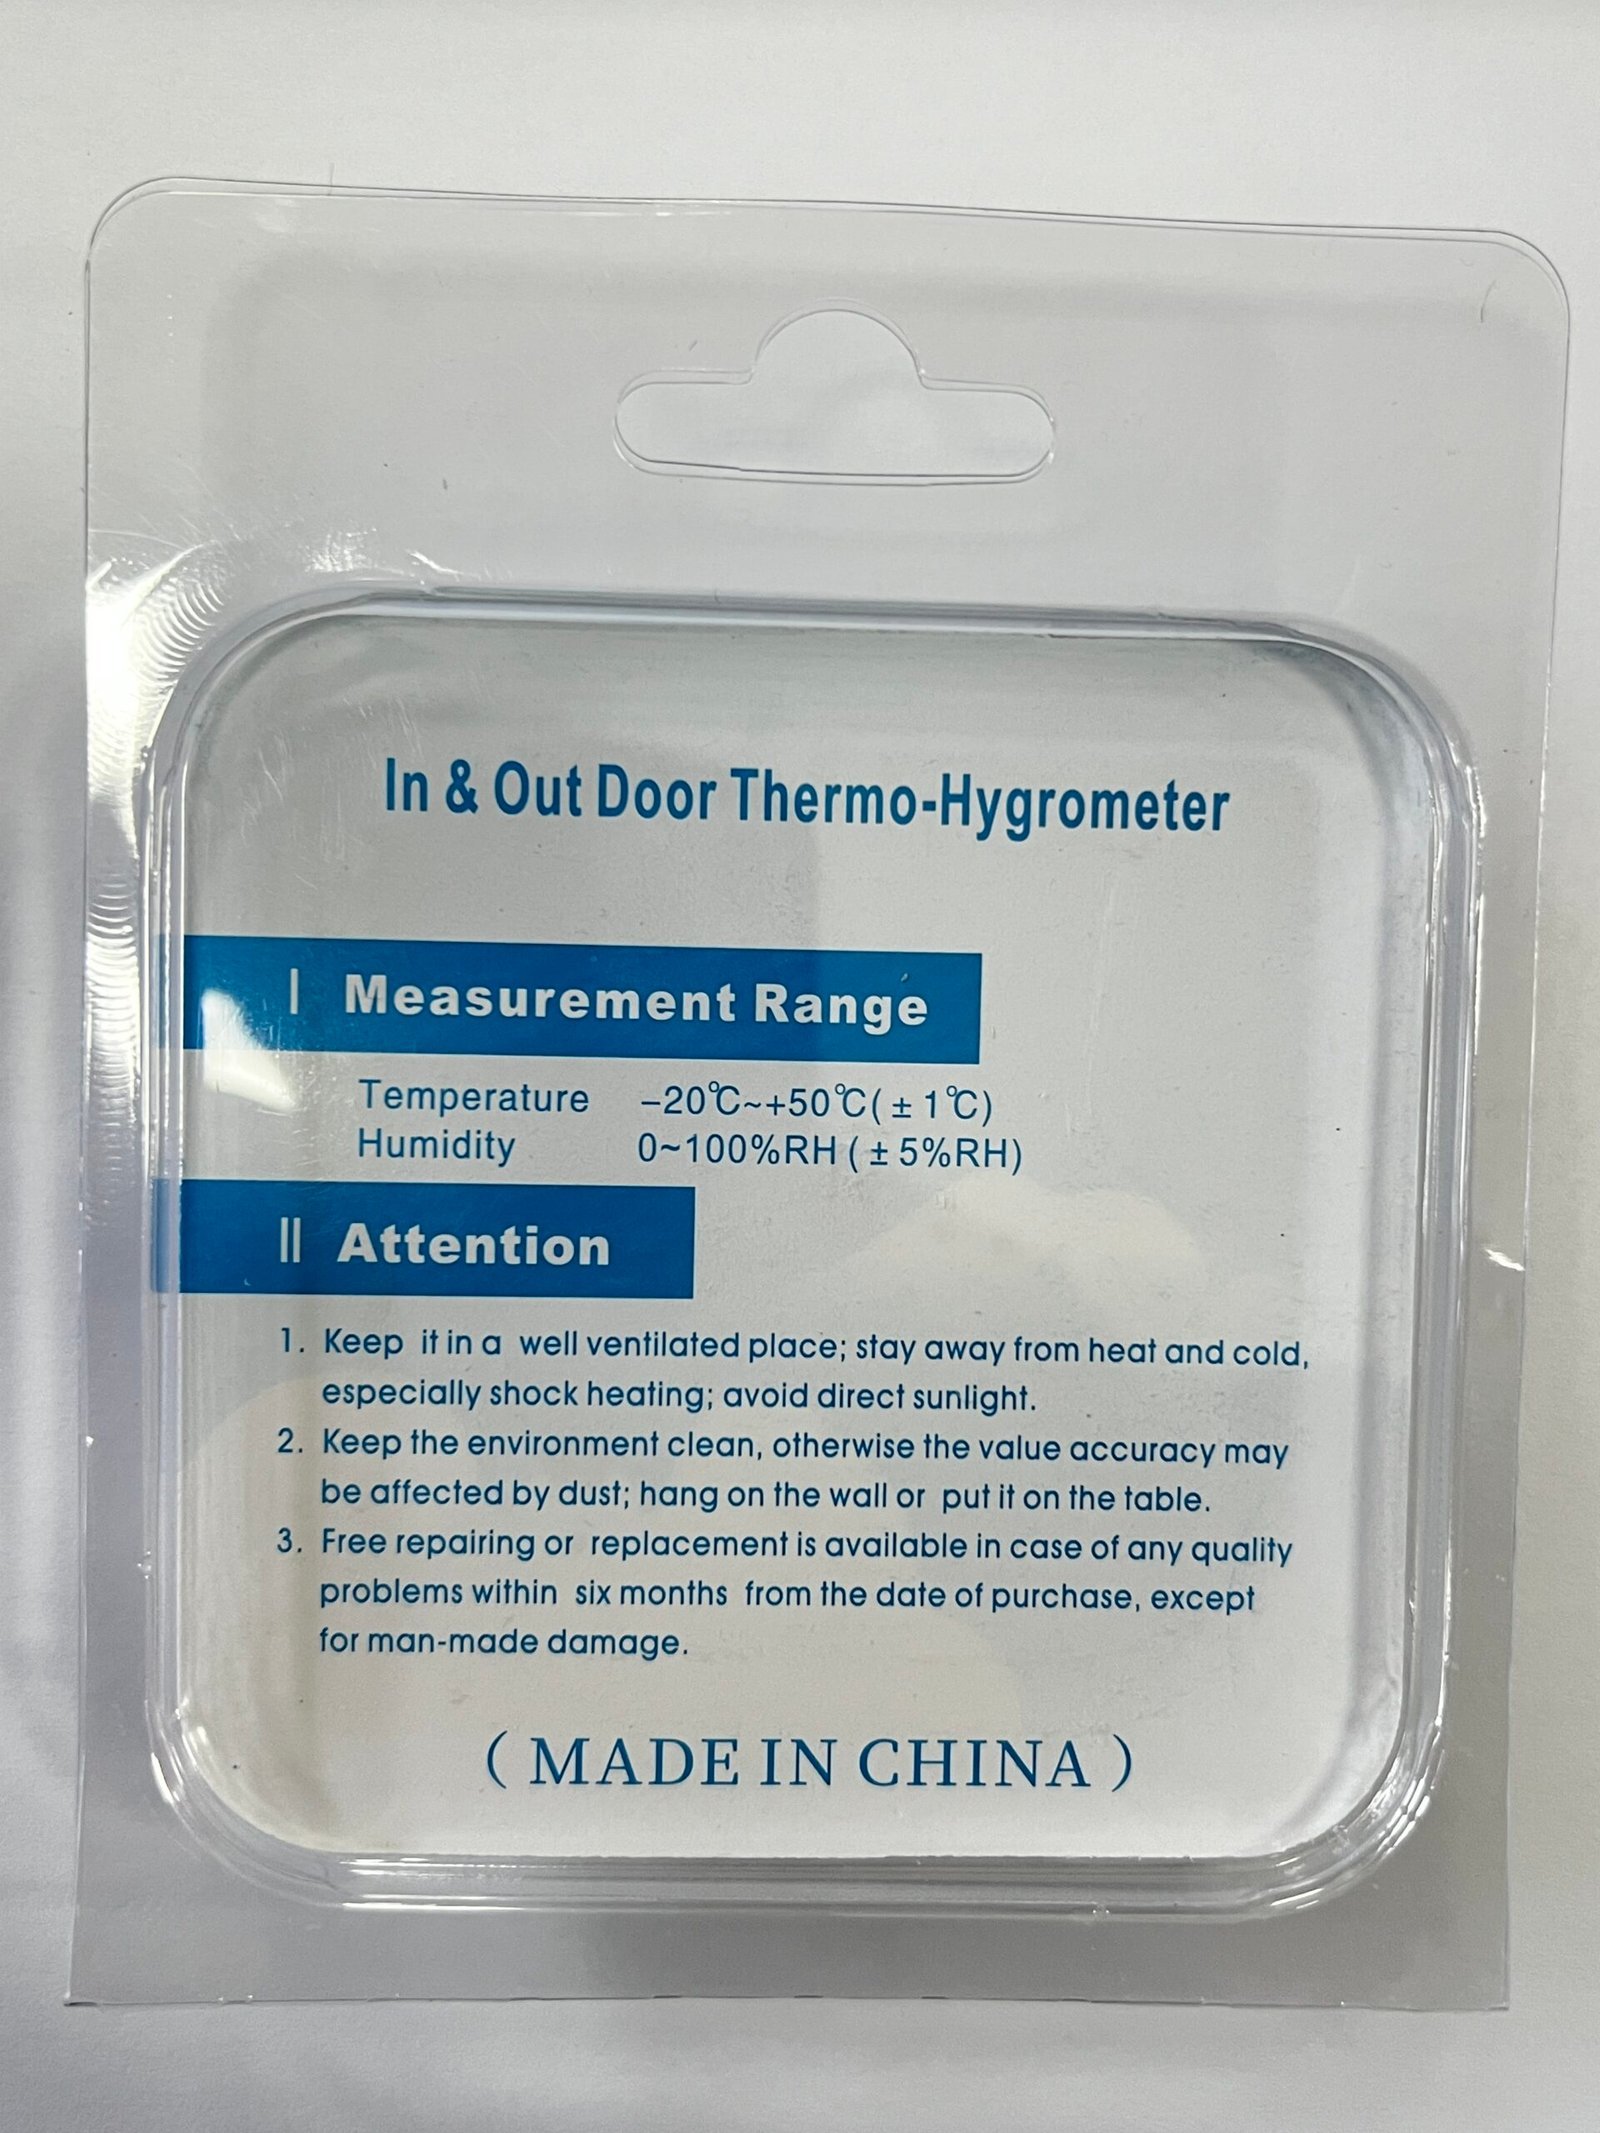 In & Out Door Thermo-Hygrometer
Ⅰ Measurement Range
Temperature −20℃~+50℃(±1℃)
Humidity 0~100%RH (±5%RH)
Ⅱ Attention
1. Keep it in a well ventilated place; stay away from heat and cold,
especially shock heating; avoid direct sunlight.
2. Keep the environment clean, otherwise the value accuracy may
be affected by dust; hang on the wall or put it on the table.
3. Free repairing or replacement is available in case of any quality
problems within six months from the date of purchase, except
for man-made damage.
( MADE IN CHINA )